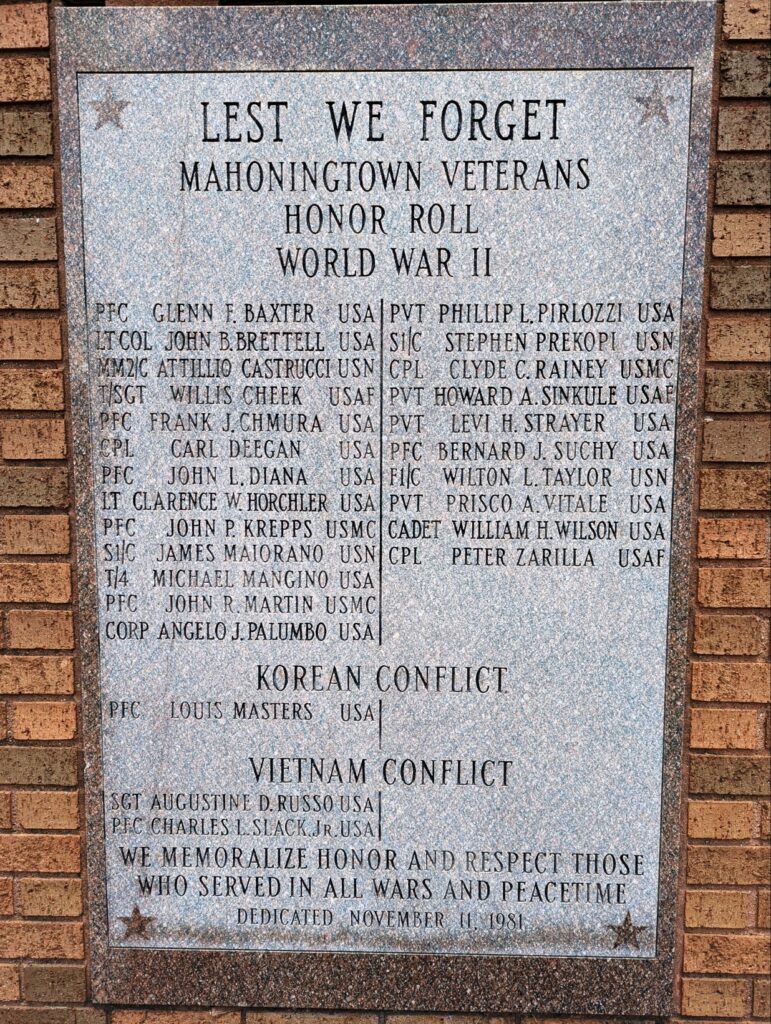 LEST WE FORGET
MAHONINGTOWN VETERANS
HONOR ROLL
WORLD WAR II
PFC GLENN F. BAXTER USA
LT COL JOHN B. BRETTELL USA
MM2/C ATTILLIO CASTRUCCI USN
T/SGT WILLIS CHEEK USAF
PFC FRANK J. CHMURA USA
CPL CARL DEEGAN USA
PFC JOHN L. DIANA USA
LT CLARENCE W. HORCHLER USA
PFC JOHN P. KREPPS USMC
S1/C JAMES MAIORANO USN
T/4 MICHAEL MANGINO USA
PFC JOHN R. MARTIN USMC
CORP ANGELO J. PALUMBO USA
PVT PHILLIP L. PIRLOZZI USA
S1/C STEPHEN PREKOPI USN
CPL CLYDE C. RAINEY USMC
PVT HOWARD A. SINKULE USAF
PVT LEVI H. STRAYER USA
PFC BERNARD J. SUCHY USA
F1/C WILTON L. TAYLOR USN
PVT PRISCO A. VITALE USA
CADET WILLIAM H. WILSON USA
CPL PETER ZARILLA USAF
KOREAN CONFLICT
PFC LOUIS MASTERS USA
VIETNAM CONFLICT
SGT AUGUSTINE D. RUSSO USA
PFC CHARLES L. SLACK, JR. USA
WE MEMORALIZE HONOR AND RESPECT THOSE
WHO SERVED IN ALL WARS AND PEACETIME
DEDICATED NOVEMBER 11, 1981